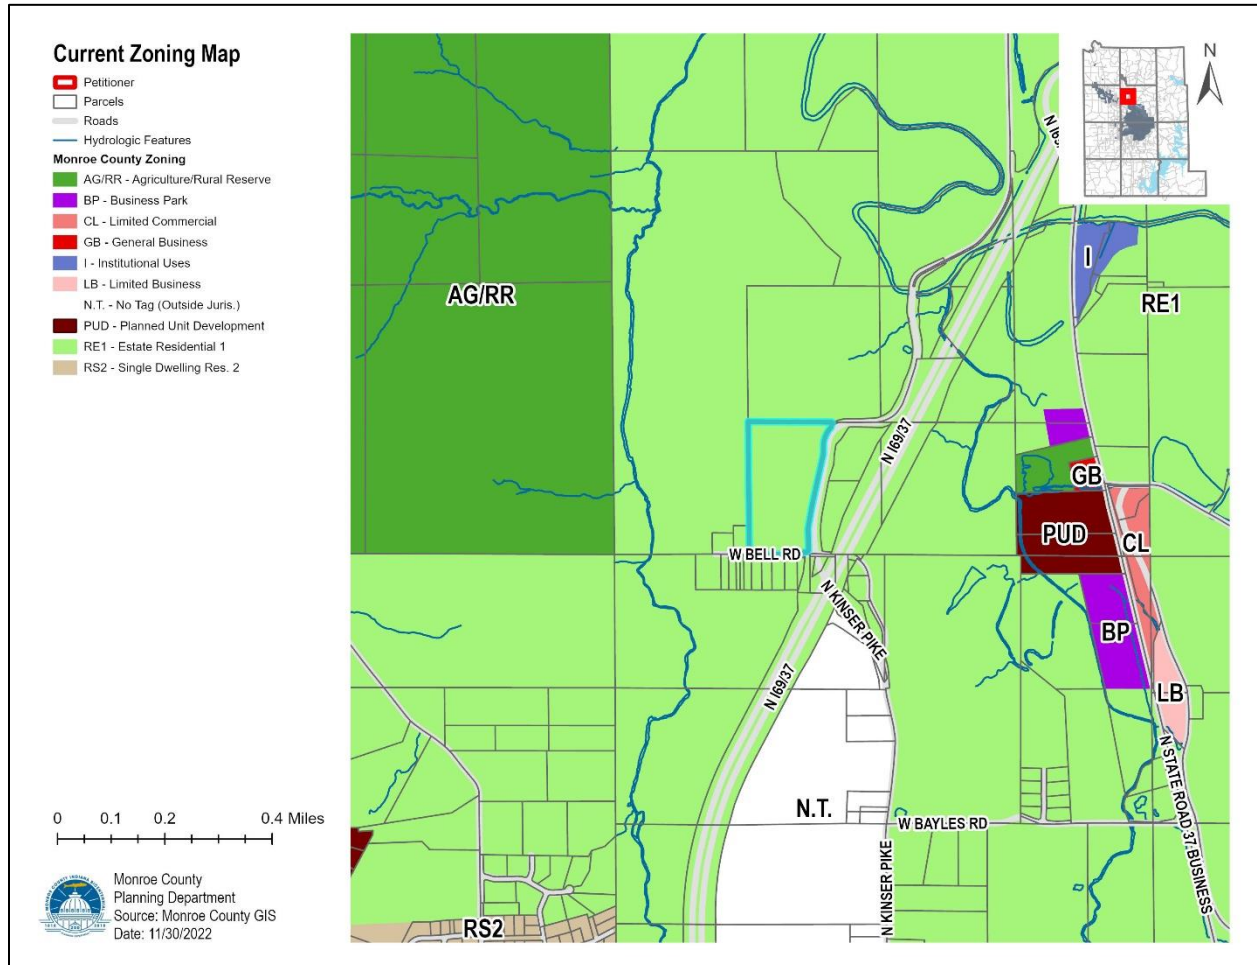 Current Zoning Map
Petitioner
Parcels
Roads
Hydrologic Features
Monroe County Zoning
AG/RR - Agriculture/Rural Reserve
BP - Business Park
CL - Limited Commercial
GB - General Business
I - Institutional Uses
LB - Limited Business
N.T. - No Tag (Outside Juris.)
PUD - Planned Unit Development
RE1 - Estate Residential 1
RS2 - Single Dwelling Res. 2
N
N I69/
I
AG/RR
RE1
N I69/37
GB
PUD
CL
W BELL RD
N KINSER PIKE
BP
N I69/37
LB
N.T.
W BAYLES RD
N STATE ROAD 37 BUSINESS
N KINSER PIKE
RS2
0 0.1 0.2 0.4 Miles
Monroe County
Planning Department
Source: Monroe County GIS
Date: 11/30/2022